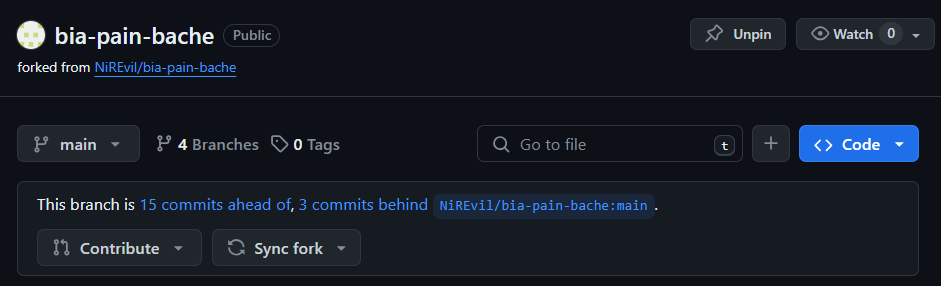 bia-pain-bache Public Unpin Watch 0
forked from NiREvil/bia-pain-bache
main 4 Branches 0 Tags Go to file t + <> Code
This branch is 15 commits ahead of, 3 commits behind NiREvil/bia-pain-bache:main.
Contribute Sync fork